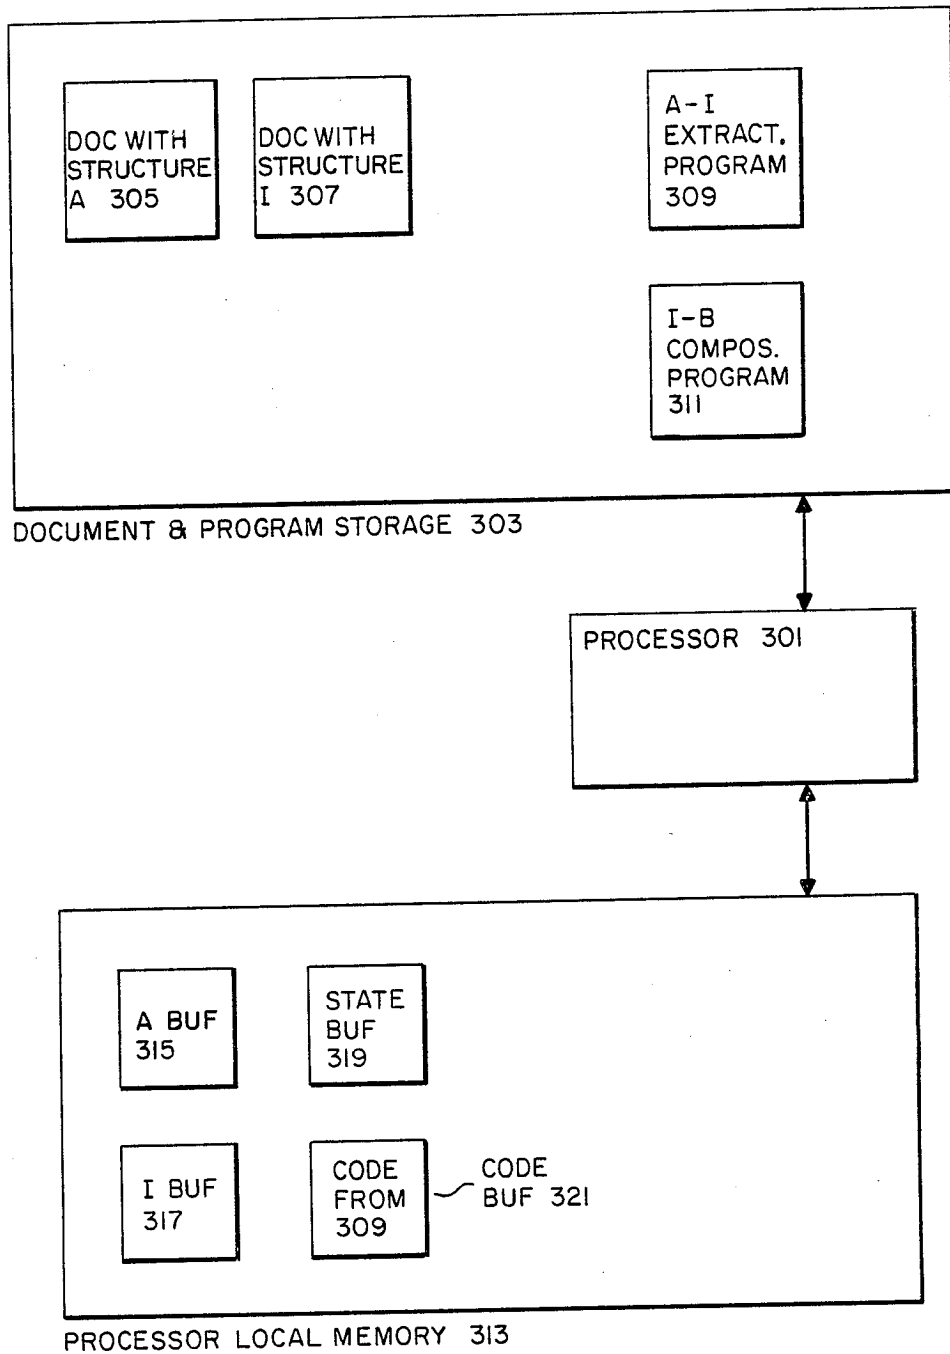 DOC WITH
STRUCTURE
A 305
DOC WITH
STRUCTURE
I 307
A-I
EXTRACT.
PROGRAM
309
I-B
COMPOS.
PROGRAM
311
DOCUMENT & PROGRAM STORAGE 303
PROCESSOR 301
A BUF
315
STATE
BUF
319
I BUF
317
CODE
FROM
309
CODE
BUF 321
PROCESSOR LOCAL MEMORY 313